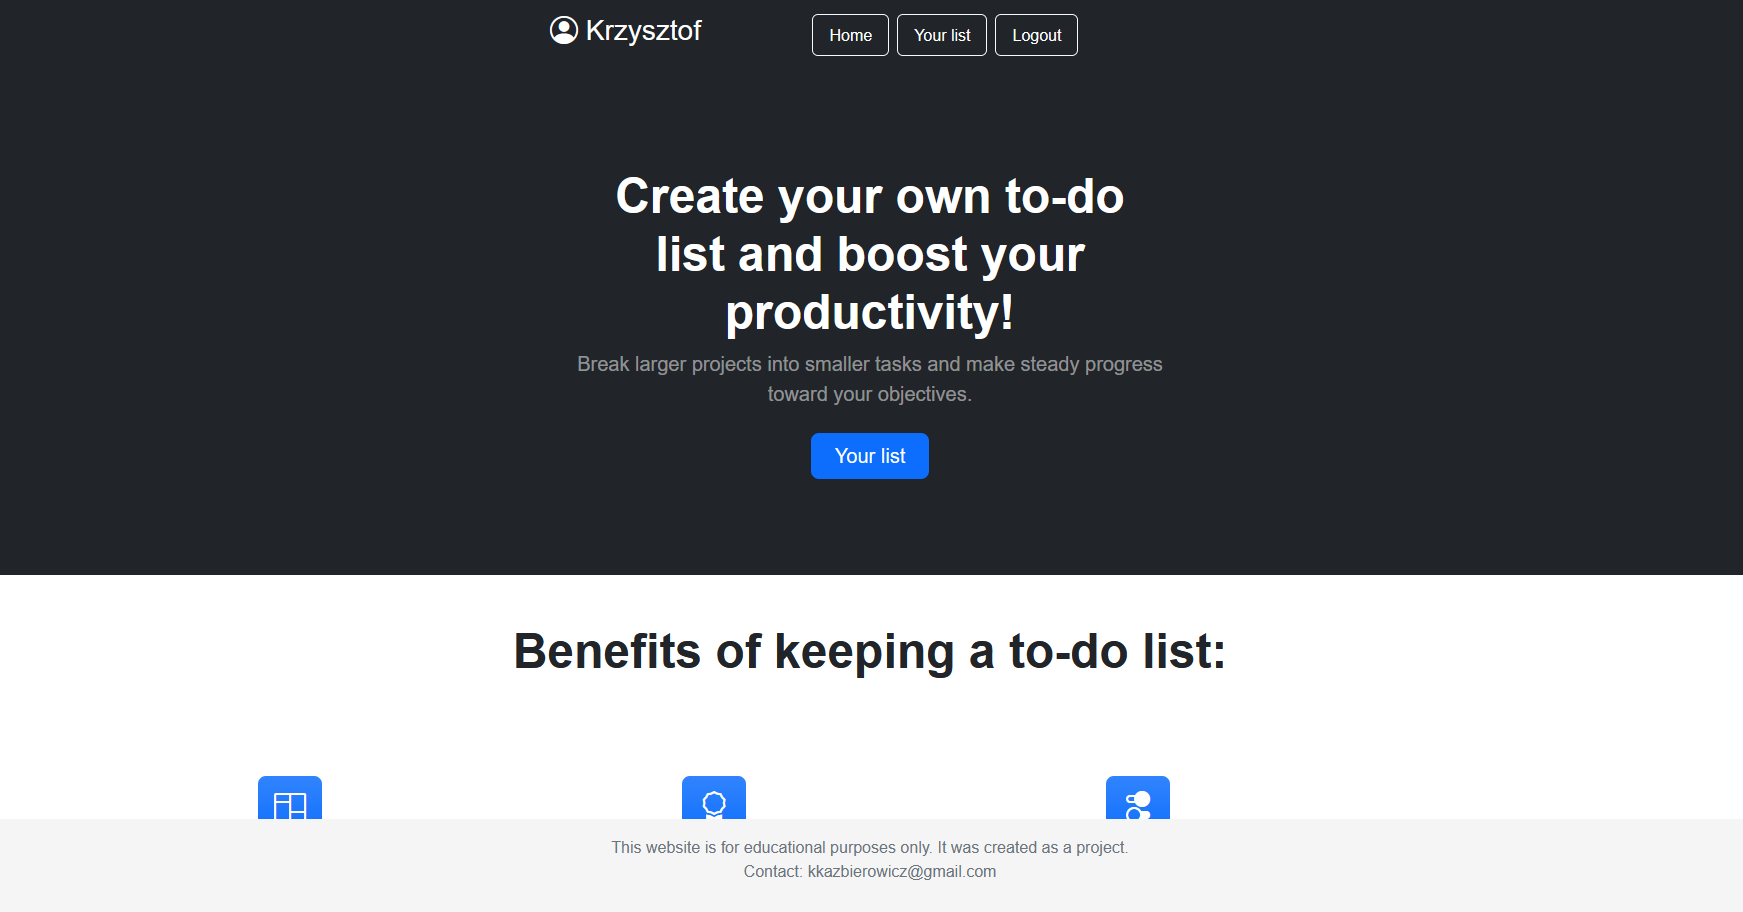 Krzysztof
Home
Your list
Logout
Create your own to-do
list and boost your
productivity!
Break larger projects into smaller tasks and make steady progress
toward your objectives.
Your list
Benefits of keeping a to-do list:
This website is for educational purposes only. It was created as a project.
Contact: kkazbierowicz@gmail.com